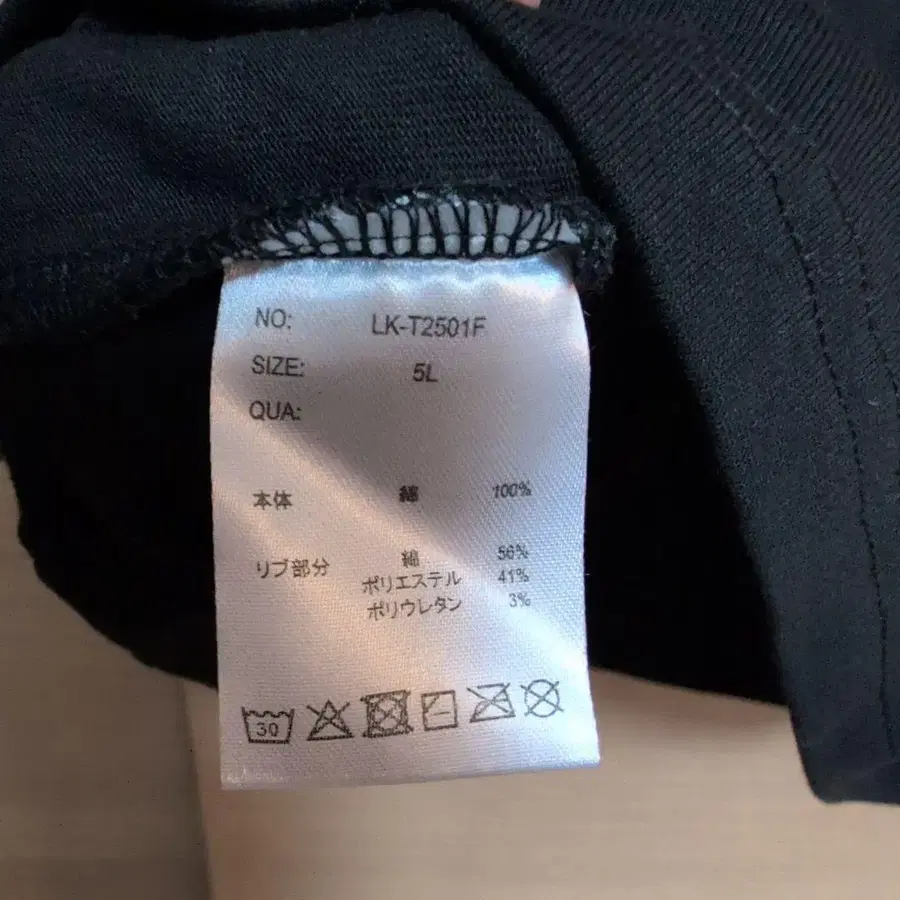 NO: LK-T2501F
SIZE: 5L
QUA:
本体 綿 100%
リブ部分 綿 56%
ポリエステル 41%
ポリウレタン 3%
30